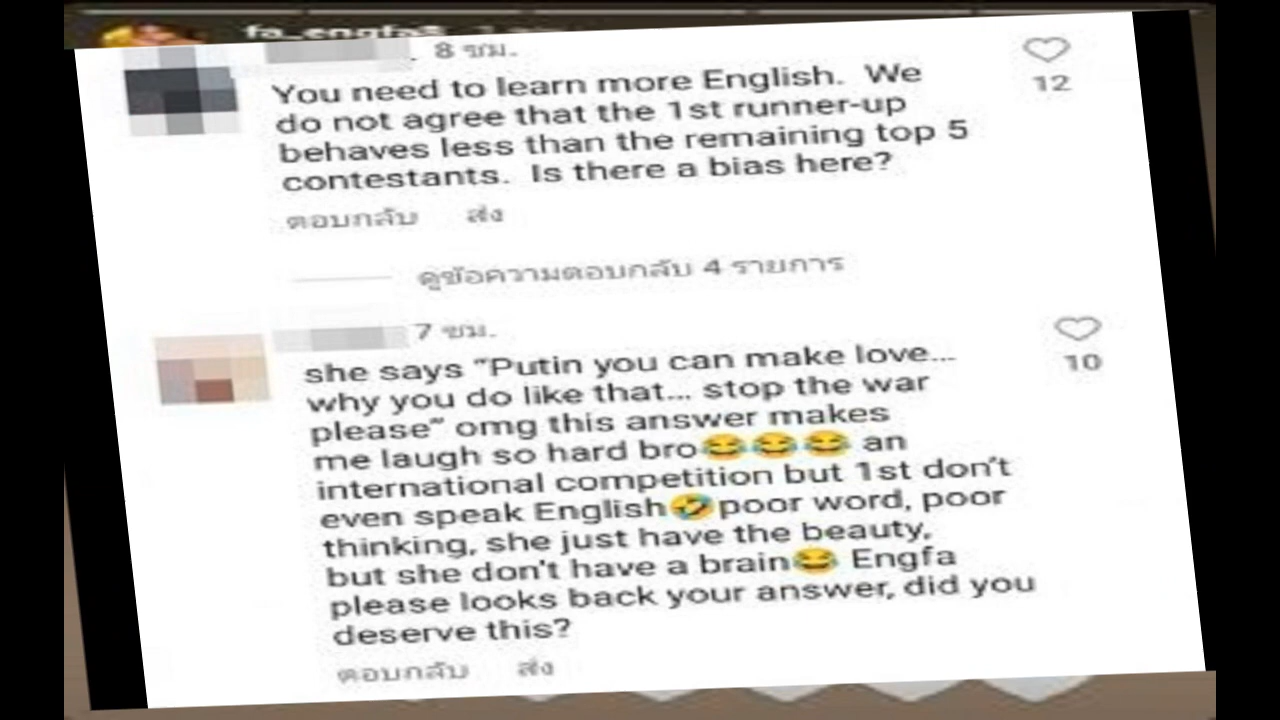 8 ชม.
You need to learn more English. We
do not agree that the 1st runner-up
behaves less than the remaining top 5
contestants. Is there a bias here?
12
ตอบกลับ ส่ง
ดูข้อความตอบกลับ 4 รายการ
7 ชม.
she says “Putin you can make love...
why you do like that... stop the war
please” omg this answer makes
me laugh so hard bro😂😂😂 an
international competition but 1st don't
even speak English🤣poor word, poor
thinking, she just have the beauty,
but she don't have a brain😂 Engfa
please looks back your answer, did you
deserve this?
10
ตอบกลับ ส่ง